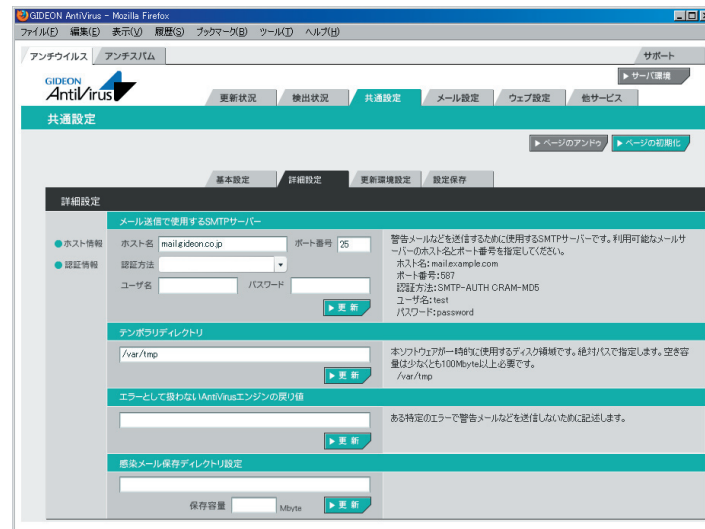 GIDEON AntiVirus - Mozilla Firefox
ファイル(F) 編集(E) 表示(V) 履歴(S) ブックマーク(B) ツール(T) ヘルプ(H)
アンチウイルス アンチスパム サポート
GIDEON
AntiVirus
▶ サーバ環境
更新状況 検出状況 共通設定 メール設定 ウェブ設定 他サービス
共通設定
▶ ページのアンドゥ ▶ ページの初期化
基本設定 詳細設定 更新環境設定 設定保存
詳細設定
メール送信で使用するSMTPサーバー
●ホスト情報 ホスト名 mail.gideon.co.jp ポート番号 25
●認証情報 認証方法
ユーザ名 パスワード
▶ 更 新
警告メールなどを送信するために使用するSMTPサーバーです。利用可能なメールサ
ーバーのホスト名とポート番号を指定してください。
ホスト名:mail.example.com
ポート番号:587
認証方法:SMTP-AUTH CRAM-MD5
ユーザ名:test
パスワード:password
テンポラリディレクトリ
/var/tmp
▶ 更 新
本ソフトウェアが一時的に使用するディスク領域です。絶対パスで指定します。空き容
量は少なくとも100Mbyte以上必要です。
/var/tmp
エラーとして扱わないAntiVirusエンジンの戻り値
▶ 更 新
ある特定のエラーで警告メールなどを送信しないために記述します。
感染メール保存ディレクトリ設定
保存容量 Mbyte ▶ 更 新